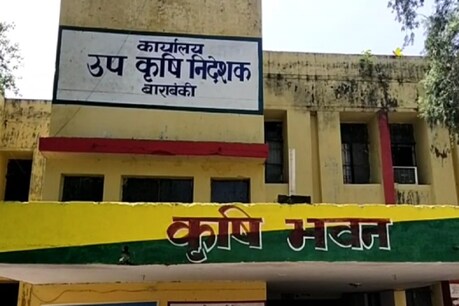 कार्यालय
उप कृषि निदेशक
बाराबंकी
कृषि भवन